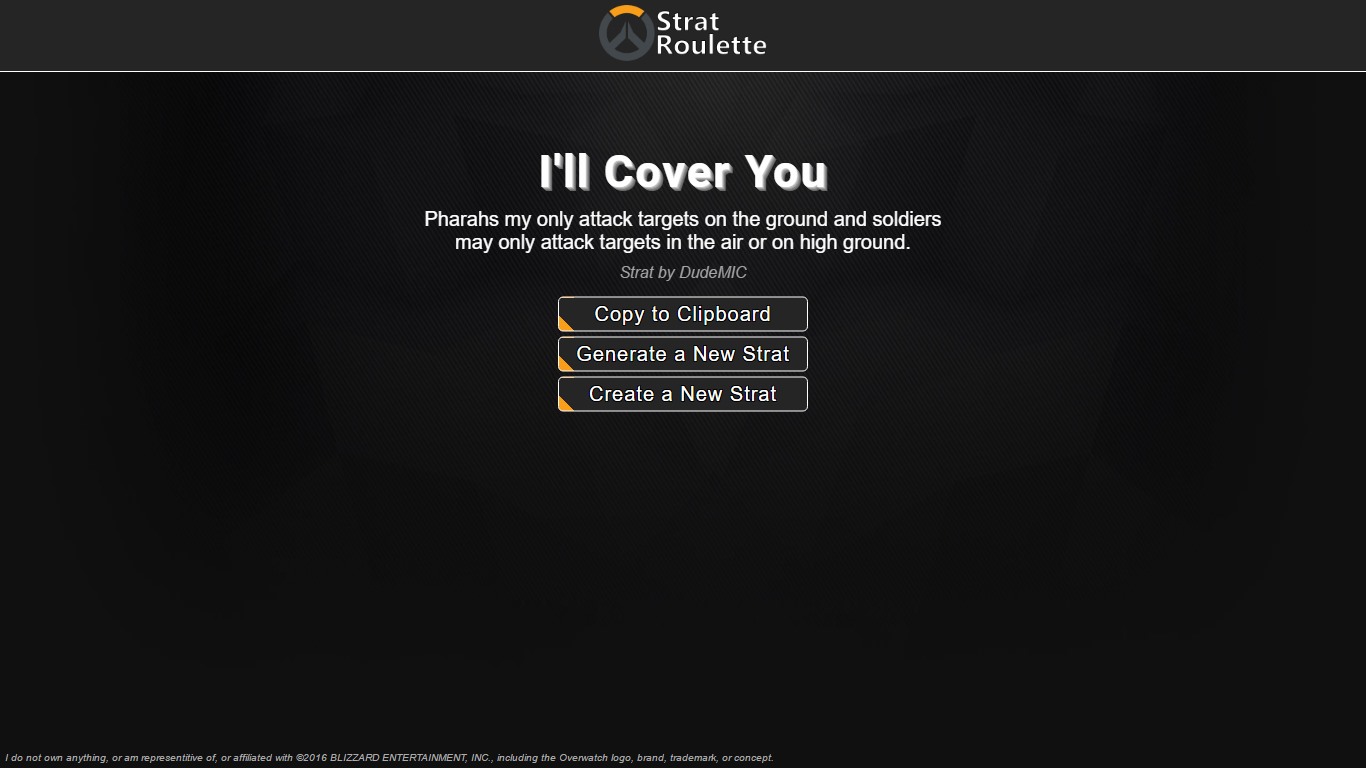 Strat
Roulette
I'll Cover You
Pharahs my only attack targets on the ground and soldiers
may only attack targets in the air or on high ground.
Strat by DudeMIC
Copy to Clipboard
Generate a New Strat
Create a New Strat
I do not own anything, or am representitive of, or affiliated with ©2016 BLIZZARD ENTERTAINMENT, INC., including the Overwatch logo, brand, trademark, or concept.